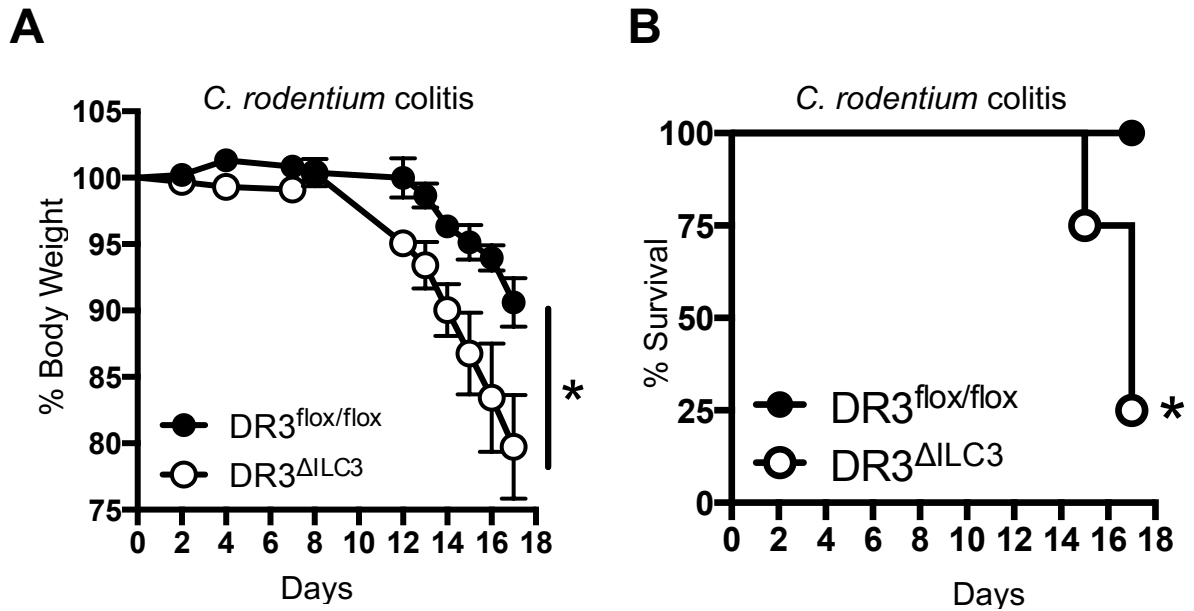 A
C. rodentium colitis
105
100
95
90
85
80
75
% Body Weight
0 2 4 6 8 10 12 14 16 18
Days
DR3flox/flox
DR3ΔILC3
*
B
C. rodentium colitis
100
75
50
25
0
% Survival
0 2 4 6 8 10 12 14 16 18
Days
DR3flox/flox
DR3ΔILC3
*